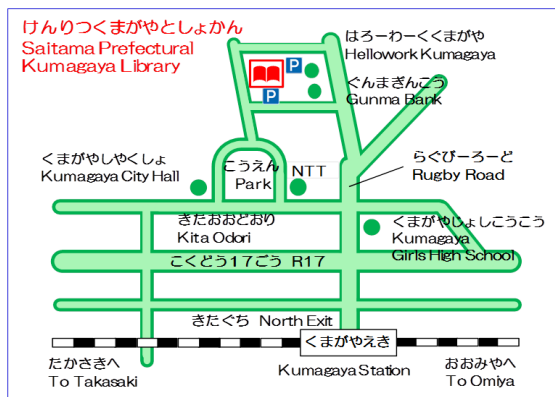 けんりつくまがやとしょかん
Saitama Prefectural
Kumagaya Library
はろーわーくくまがや
Hellowork Kumagaya
P
ぐんまぎんこう
Gunma Bank
P
くまがやしやくしょ
Kumagaya City Hall
こうえん
Park
NTT
らぐびーろーど
Rugby Road
きたおおどおり
Kita Odori
くまがやじょしこうこう
Kumagaya
Girls High School
こくどう17ごう R17
きたぐち North Exit
くまがやえき
Kumagaya Station
たかさきへ
To Takasaki
おおみやへ
To Omiya